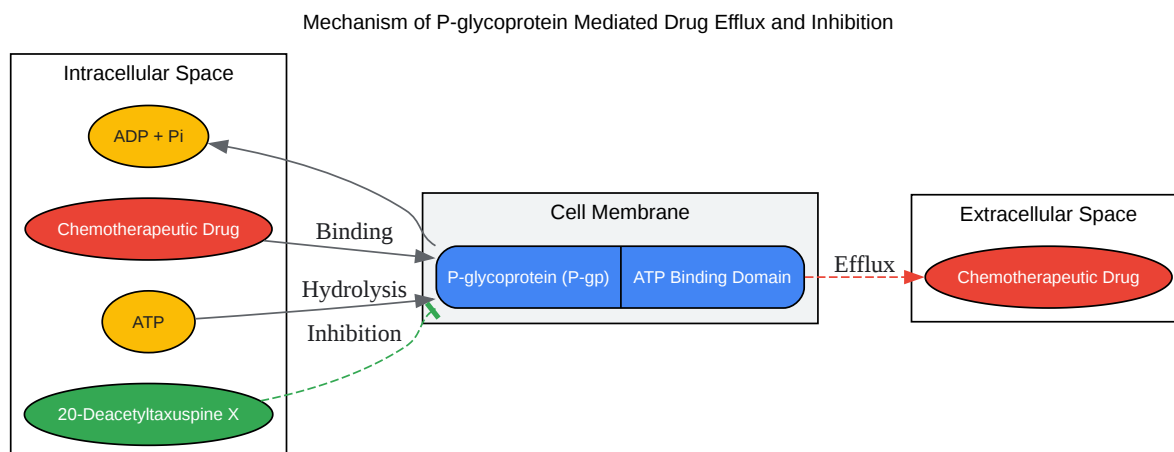 Mechanism of P-glycoprotein Mediated Drug Efflux and Inhibition
Intracellular Space
ADP + Pi
Chemotherapeutic Drug
ATP
20-Deacetyltaxuspine X
Binding
Hydrolysis
Inhibition
Cell Membrane
P-glycoprotein (P-gp)
ATP Binding Domain
Efflux
Extracellular Space
Chemotherapeutic Drug